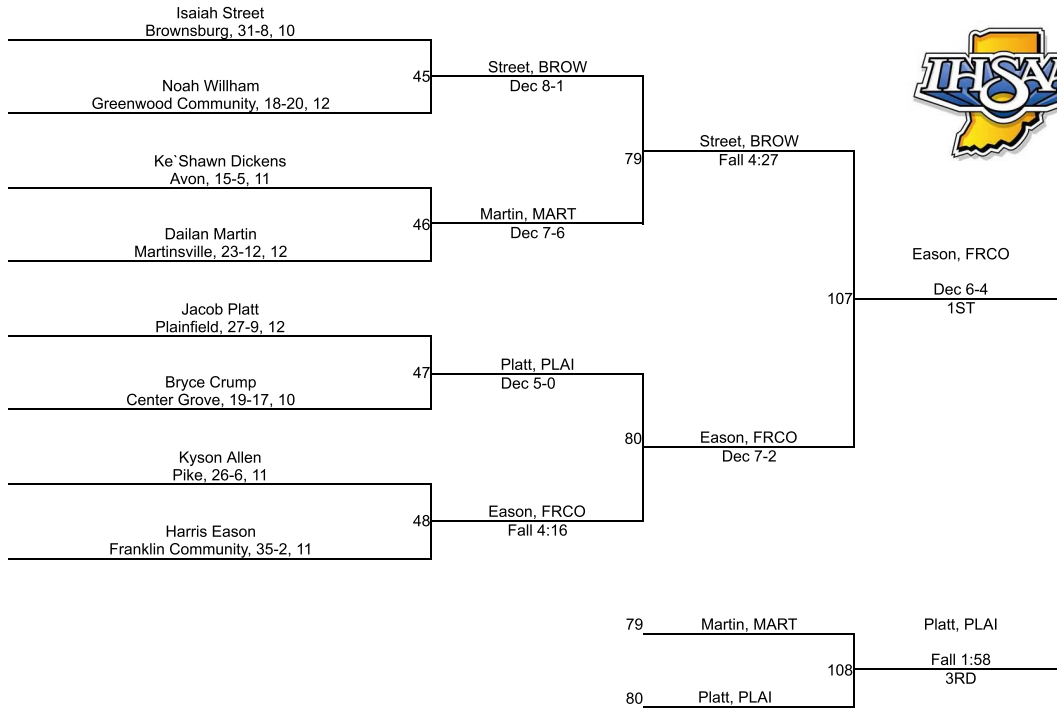 Isaiah Street
Brownsburg, 31-8, 10
45
Street, BROW
Dec 8-1
Noah Willham
Greenwood Community, 18-20, 12
IHSAA
79
Street, BROW
Fall 4:27
Ke`Shawn Dickens
Avon, 15-5, 11
46
Martin, MART
Dec 7-6
Dailan Martin
Martinsville, 23-12, 12
107
Eason, FRCO
Dec 6-4
1ST
Jacob Platt
Plainfield, 27-9, 12
47
Platt, PLAI
Dec 5-0
Bryce Crump
Center Grove, 19-17, 10
80
Eason, FRCO
Dec 7-2
Kyson Allen
Pike, 26-6, 11
48
Eason, FRCO
Fall 4:16
Harris Eason
Franklin Community, 35-2, 11
79
Martin, MART
108
Platt, PLAI
Fall 1:58
3RD
80
Platt, PLAI